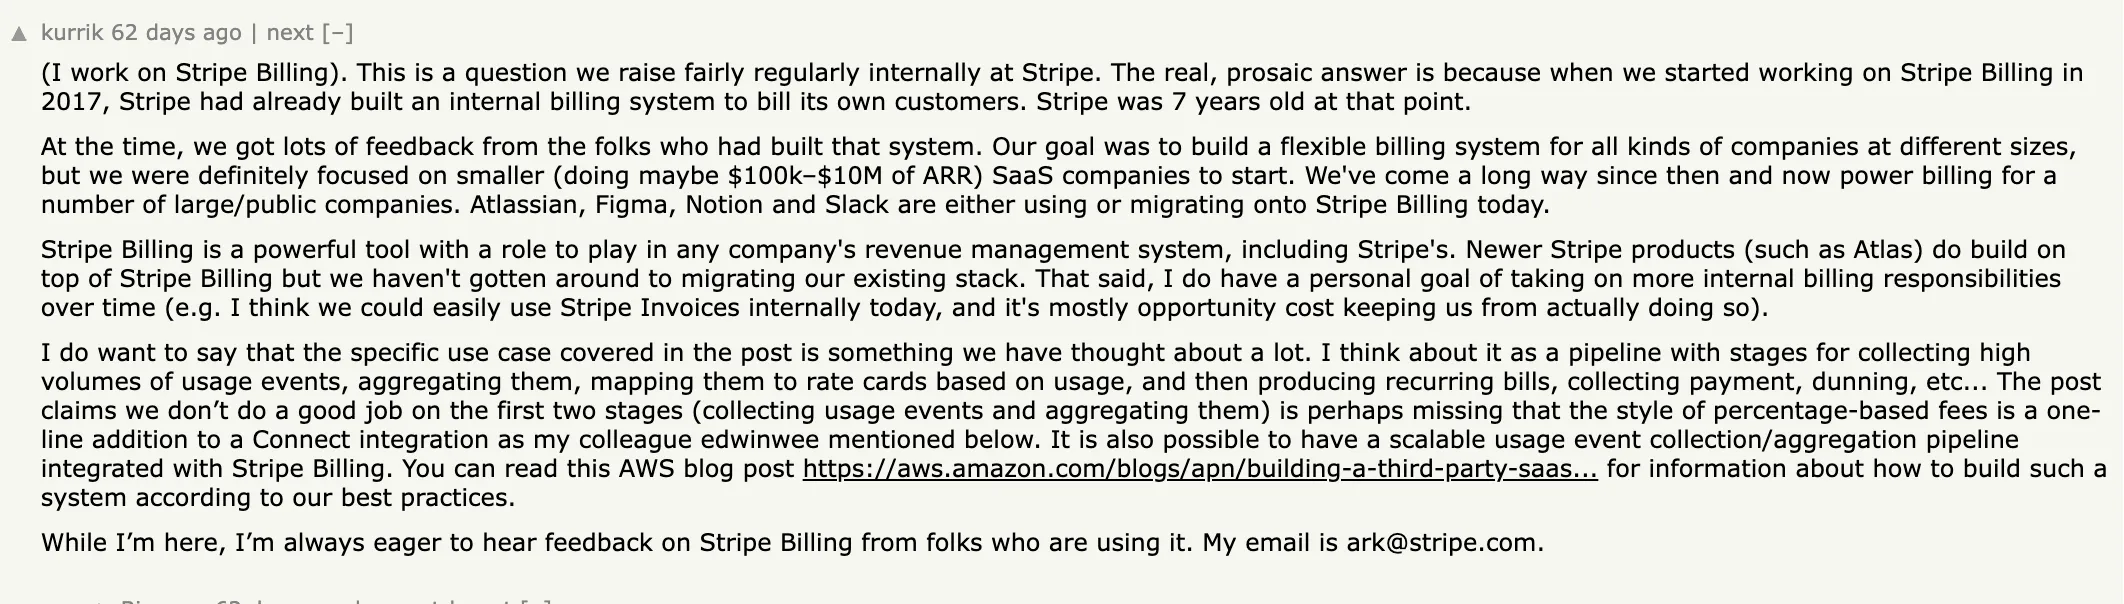 ▲ kurrik 62 days ago | next [–]
(I work on Stripe Billing). This is a question we raise fairly regularly internally at Stripe. The real, prosaic answer is because when we started working on Stripe Billing in
2017, Stripe had already built an internal billing system to bill its own customers. Stripe was 7 years old at that point.
At the time, we got lots of feedback from the folks who had built that system. Our goal was to build a flexible billing system for all kinds of companies at different sizes,
but we were definitely focused on smaller (doing maybe $100k–$10M of ARR) SaaS companies to start. We've come a long way since then and now power billing for a
number of large/public companies. Atlassian, Figma, Notion and Slack are either using or migrating onto Stripe Billing today.
Stripe Billing is a powerful tool with a role to play in any company's revenue management system, including Stripe's. Newer Stripe products (such as Atlas) do build on
top of Stripe Billing but we haven't gotten around to migrating our existing stack. That said, I do have a personal goal of taking on more internal billing responsibilities
over time (e.g. I think we could easily use Stripe Invoices internally today, and it's mostly opportunity cost keeping us from actually doing so).
I do want to say that the specific use case covered in the post is something we have thought about a lot. I think about it as a pipeline with stages for collecting high
volumes of usage events, aggregating them, mapping them to rate cards based on usage, and then producing recurring bills, collecting payment, dunning, etc... The post
claims we don’t do a good job on the first two stages (collecting usage events and aggregating them) is perhaps missing that the style of percentage-based fees is a one-
line addition to a Connect integration as my colleague edwinwee mentioned below. It is also possible to have a scalable usage event collection/aggregation pipeline
integrated with Stripe Billing. You can read this AWS blog post https://aws.amazon.com/blogs/apn/building-a-third-party-saas... for information about how to build such a
system according to our best practices.
While I’m here, I’m always eager to hear feedback on Stripe Billing from folks who are using it. My email is ark@stripe.com.